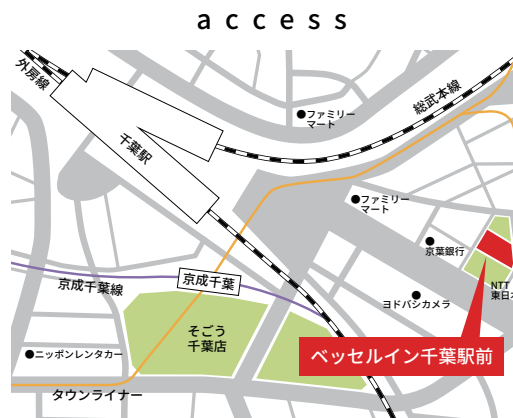 access
外房線
総武本線
ファミリー
マート
千葉駅
ファミリー
マート
京葉銀行
NTT
東日本
京成千葉線
京成千葉
ヨドバシカメラ
そごう
千葉店
ニッポンレンタカー
ベッセルイン千葉駅前
タウンライナー